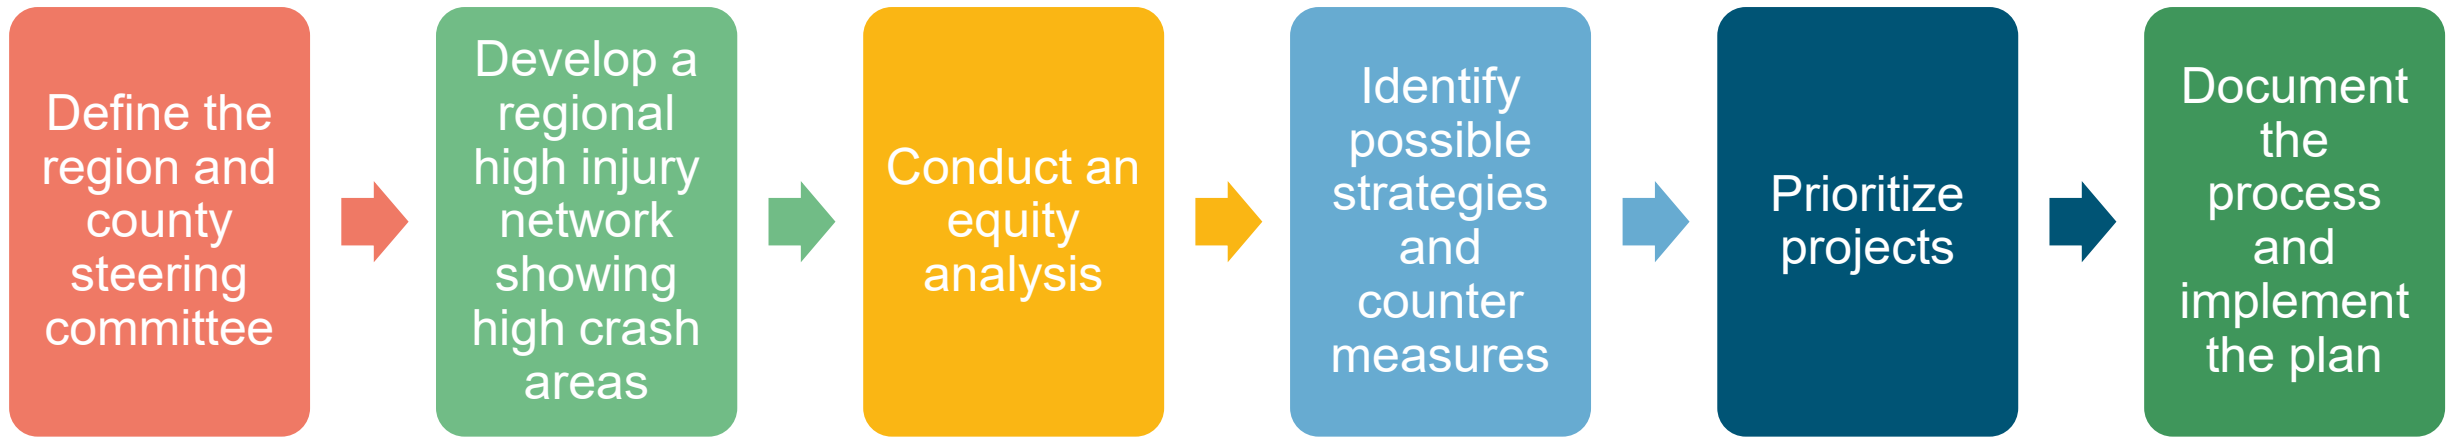 Define the
region and
county
steering
committee
Develop a
regional
high injury
network
showing
high crash
areas
Conduct an
equity
analysis
Identify
possible
strategies
and
counter
measures
Prioritize
projects
Document
the
process
and
implement
the plan